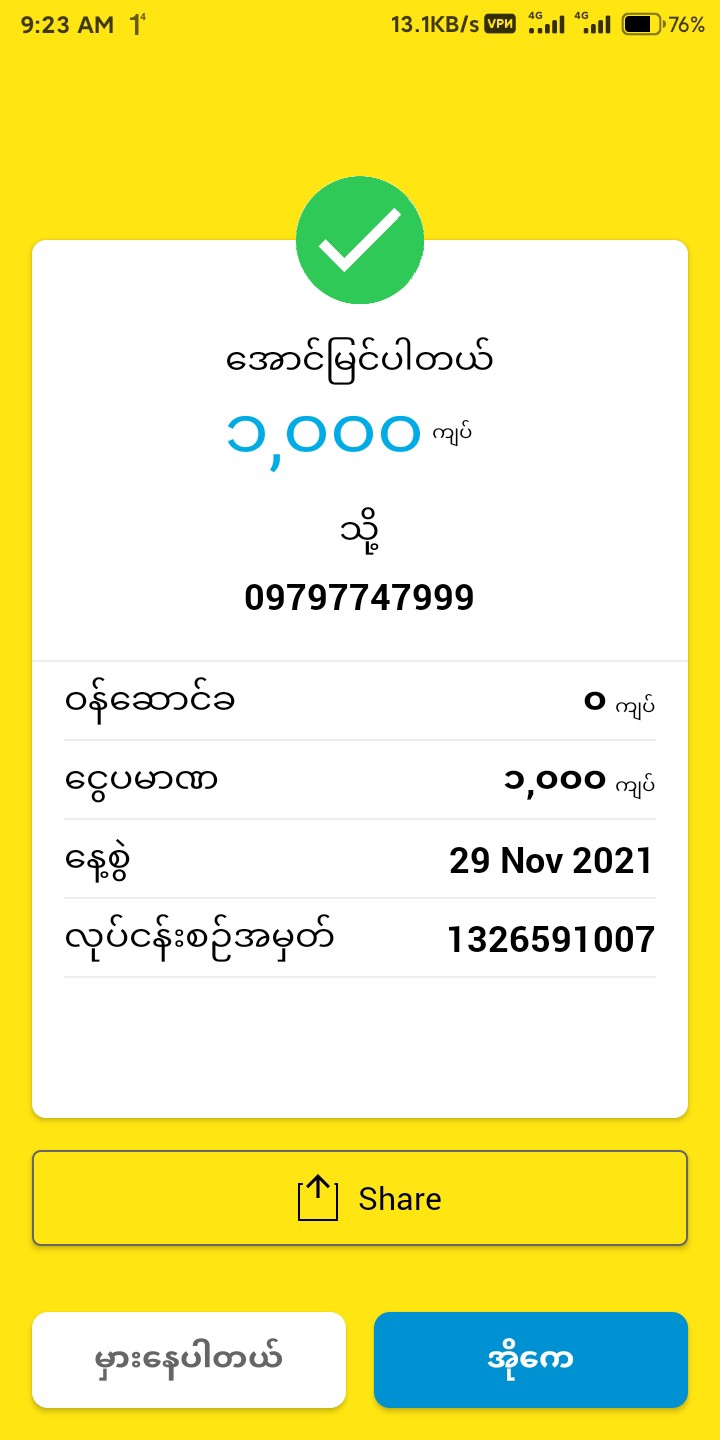 9:23 AM 1⁴ 13.1KB/s VPN 4G 4G 76%
အောင်မြင်ပါတယ်
၁,၀၀၀ ကျပ်
သို့
09797747999
ဝန်ဆောင်ခ ၀ ကျပ်
ငွေပမာဏ ၁,၀၀၀ ကျပ်
နေ့စွဲ 29 Nov 2021
လုပ်ငန်းစဉ်အမှတ် 1326591007
Share
မှားနေပါတယ် အိုကေ